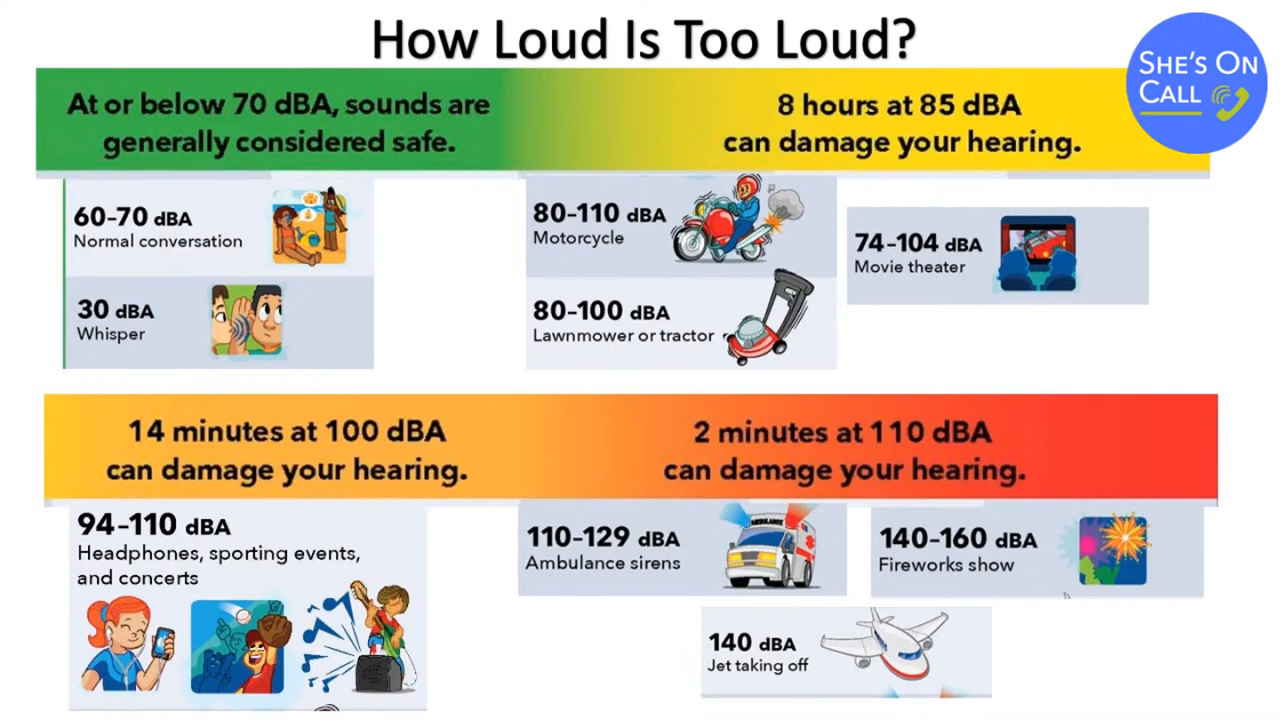 How Loud Is Too Loud?
SHE'S ON
CALL
At or below 70 dBA, sounds are
generally considered safe.
8 hours at 85 dBA
can damage your hearing.
60–70 dBA
Normal conversation
30 dBA
Whisper
80–110 dBA
Motorcycle
80–100 dBA
Lawnmower or tractor
74–104 dBA
Movie theater
14 minutes at 100 dBA
can damage your hearing.
2 minutes at 110 dBA
can damage your hearing.
94–110 dBA
Headphones, sporting events,
and concerts
110–129 dBA
Ambulance sirens
AMBULANCE
140–160 dBA
Fireworks show
140 dBA
Jet taking off